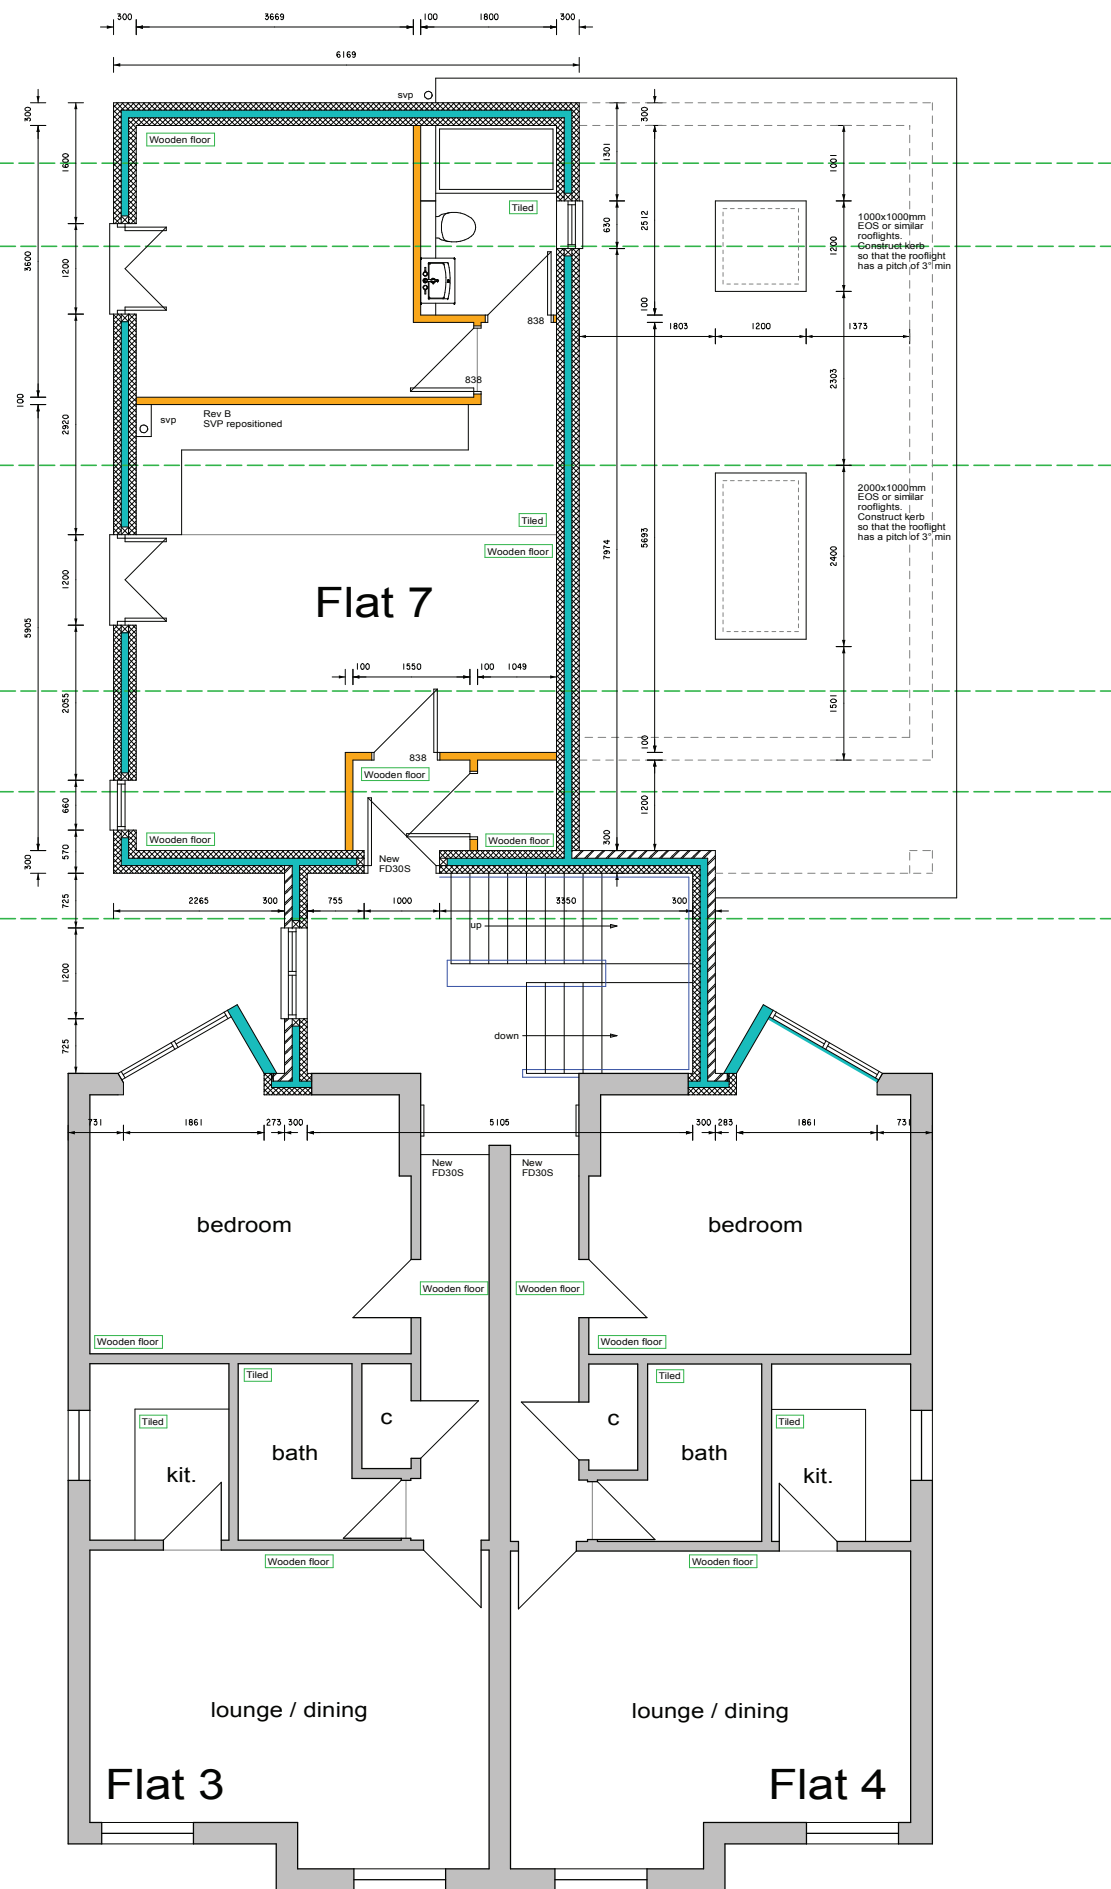 300 3669 100 1800 300
6169
svp
300
300
Wooden floor
1600
1301
1001
Tiled
630
2512
1200
1000x1000mm
EOS or similar
rooflights.
Construct kerb
so that the rooflight
has a pitch of 3° min
3600
1200
100
838
1803 1200 1373
838
2303
100
svp
Rev B
SVP repositioned
2920
2000x1000mm
EOS or similar
rooflights.
Construct kerb
so that the rooflight
has a pitch of 3° min
Tiled
Wooden floor
7974
5693
2400
1200
Flat 7
5905
100 1550 100 1049
2055
1501
100
838
Wooden floor
660
1200
Wooden floor
Wooden floor
570
300
300
New
FD30S
725
2265 300 755 1000 3350 300
up
1200
down
725
731 1861 273 300 5105 300 283 1861 731
New
FD30S
New
FD30S
bedroom
bedroom
Wooden floor
Wooden floor
Wooden floor
Wooden floor
Tiled
Tiled
Tiled
Tiled
c
c
bath
bath
kit.
kit.
Wooden floor
Wooden floor
lounge / dining
lounge / dining
Flat 3
Flat 4